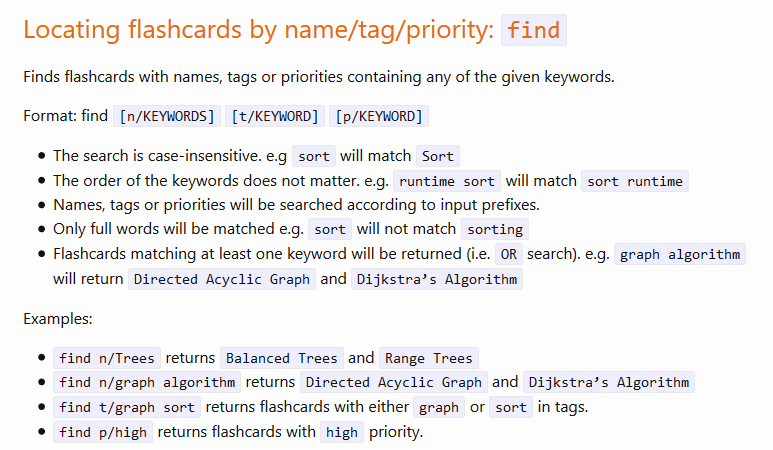 Locating flashcards by name/tag/priority: find
Finds flashcards with names, tags or priorities containing any of the given keywords.
Format: find [n/KEYWORDS] [t/KEYWORD] [p/KEYWORD]
• The search is case-insensitive. e.g sort will match Sort
• The order of the keywords does not matter. e.g. runtime sort will match sort runtime
• Names, tags or priorities will be searched according to input prefixes.
• Only full words will be matched e.g. sort will not match sorting
• Flashcards matching at least one keyword will be returned (i.e. OR search). e.g. graph algorithm
will return Directed Acyclic Graph and Dijkstra’s Algorithm
Examples:
• find n/Trees returns Balanced Trees and Range Trees
• find n/graph algorithm returns Directed Acyclic Graph and Dijkstra’s Algorithm
• find t/graph sort returns flashcards with either graph or sort in tags.
• find p/high returns flashcards with high priority.